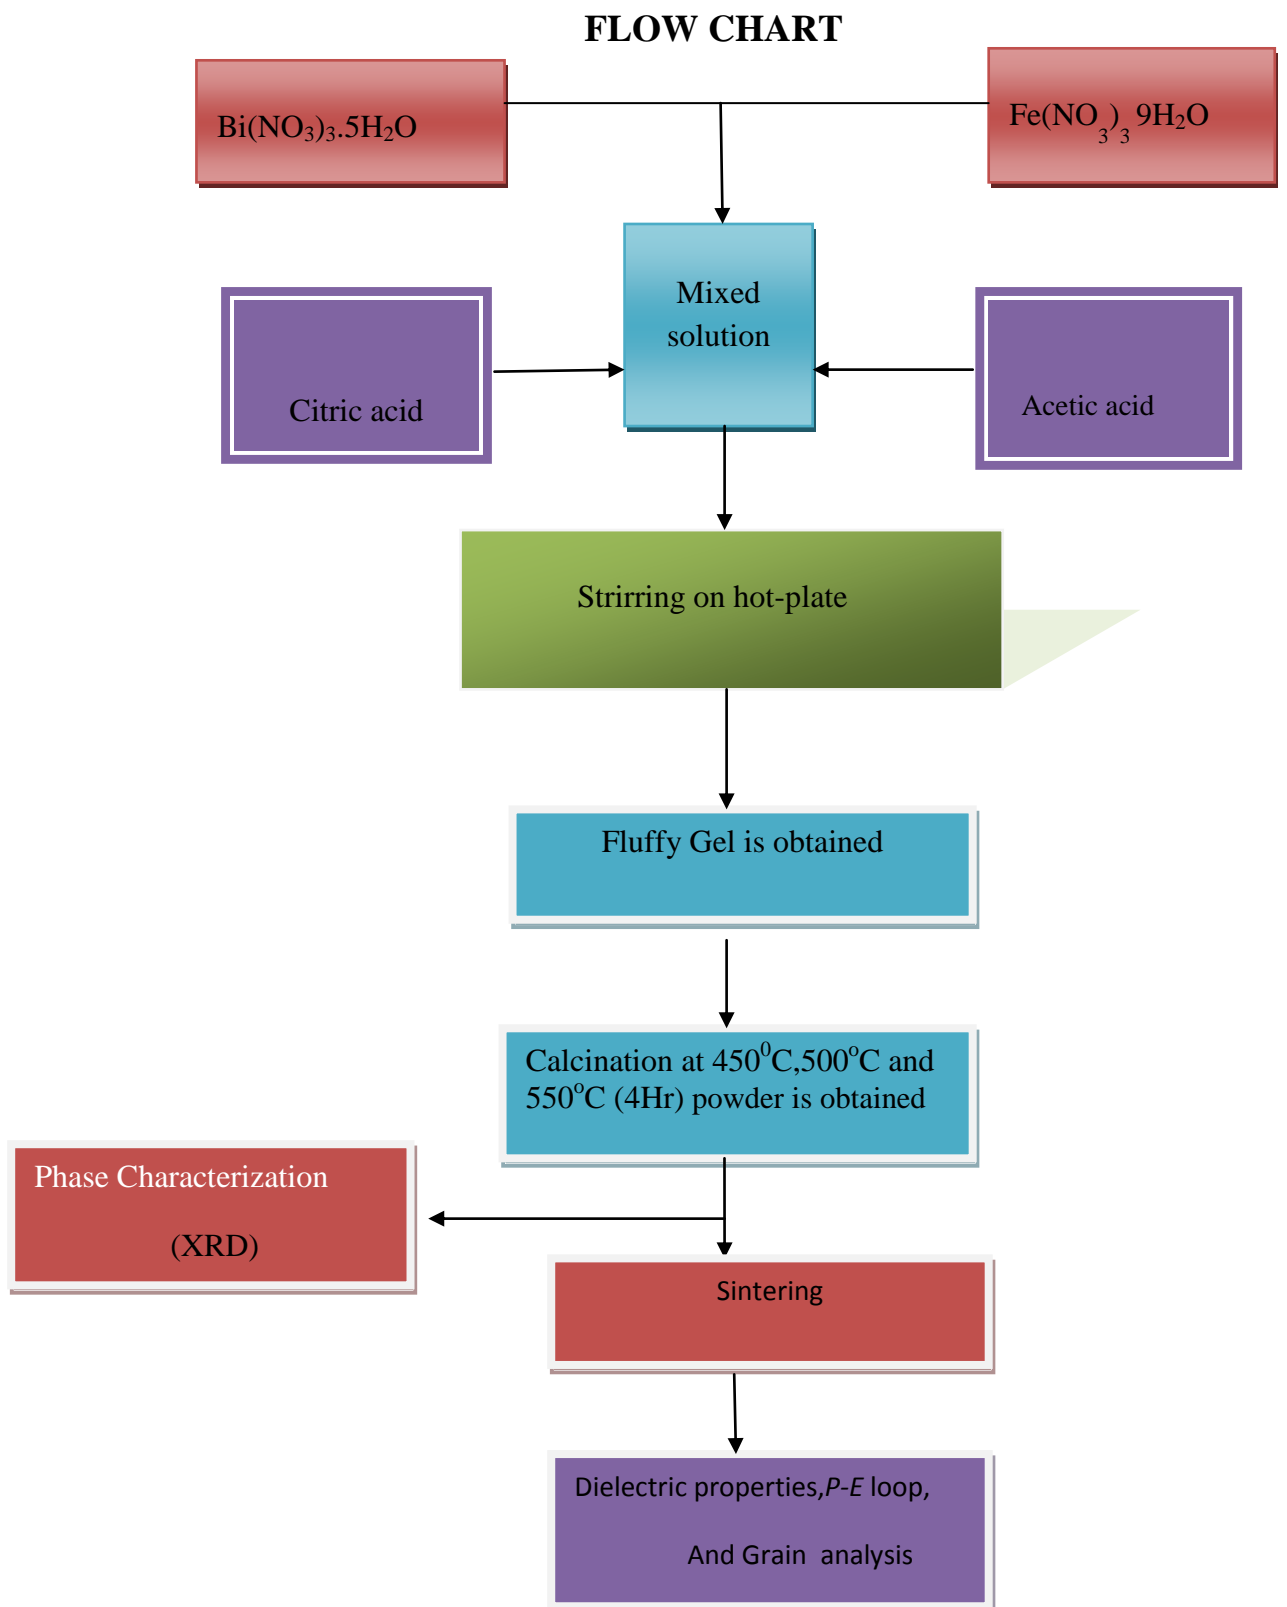 FLOW CHART
Bi(NO₃)₃.5H₂O
Fe(NO₃)₃ 9H₂O
Mixed
solution
Citric acid
Acetic acid
Strirring on hot-plate
Fluffy Gel is obtained
Calcination at 450⁰C,500ᵒC and
550ᵒC (4Hr) powder is obtained
Phase Characterization
(XRD)
Sintering
Dielectric properties,P-E loop,
And Grain analysis